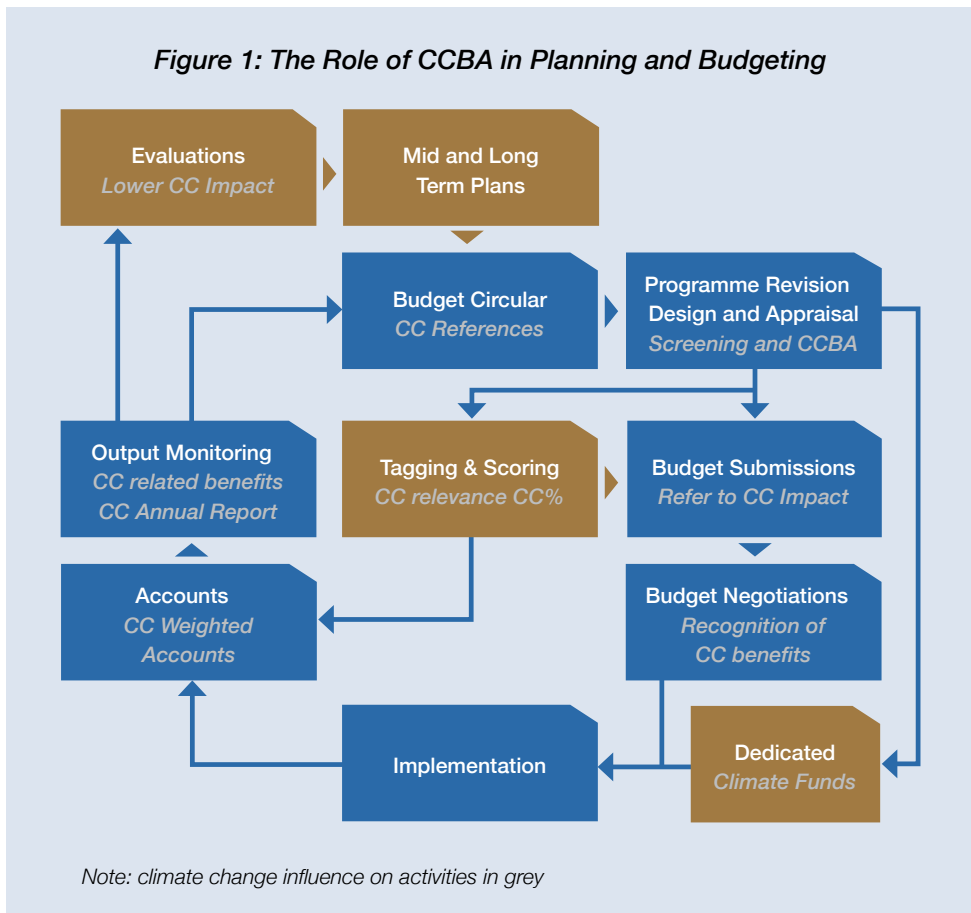 Figure 1: The Role of CCBA in Planning and Budgeting
Evaluations
Lower CC Impact
Mid and Long
Term Plans
Budget Circular
CC References
Programme Revision
Design and Appraisal
Screening and CCBA
Output Monitoring
CC related benefits
CC Annual Report
Tagging & Scoring
CC relevance CC%
Budget Submissions
Refer to CC Impact
Accounts
CC Weighted
Accounts
Budget Negotiations
Recognition of
CC benefits
Implementation
Dedicated
Climate Funds
Note: climate change influence on activities in grey